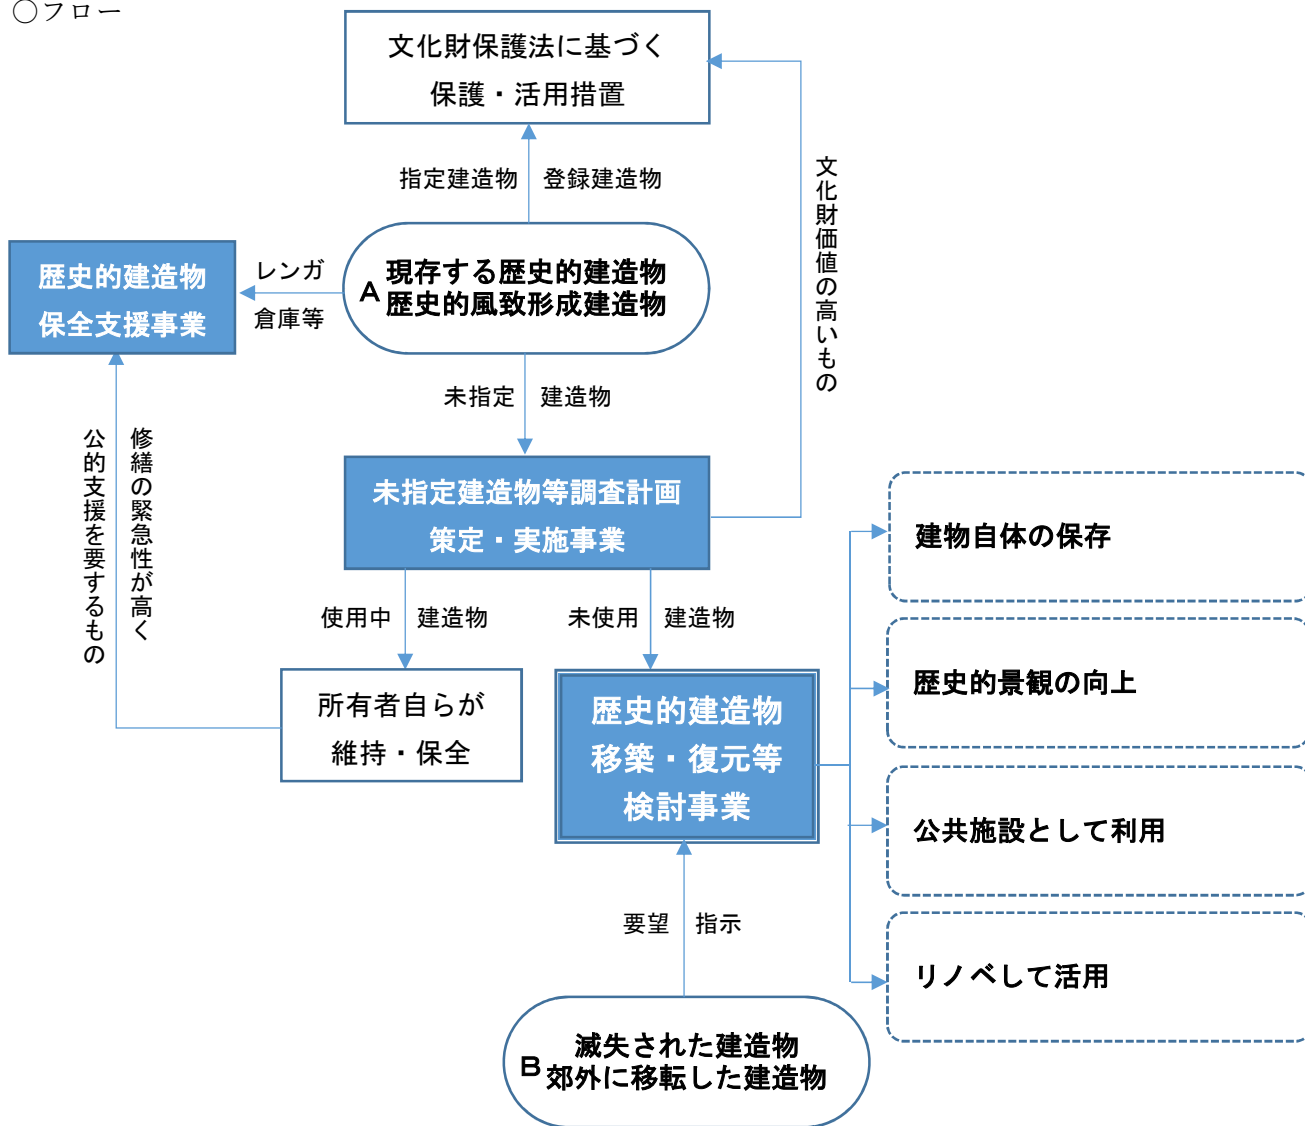 〇フロー
文化財保護法に基づく
保護・活用措置
指定建造物 登録建造物
文化財価値の高いもの
歴史的建造物
保全支援事業
レンガ
倉庫等
A 現存する歴史的建造物
歴史的風致形成建造物
未指定 建造物
修繕の緊急性が高く
公的支援を要するもの
未指定建造物等調査計画
策定・実施事業
使用中 建造物
未使用 建造物
所有者自らが
維持・保全
歴史的建造物
移築・復元等
検討事業
建物自体の保存
歴史的景観の向上
公共施設として利用
リノベして活用
要望 指示
B 滅失された建造物
郊外に移転した建造物